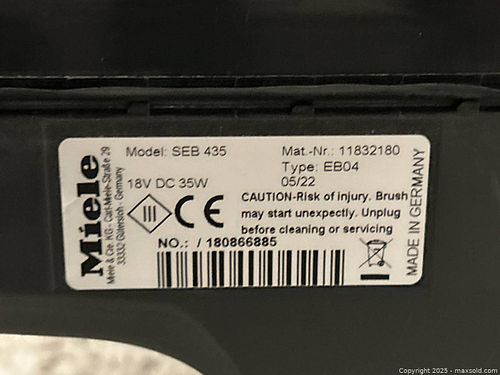 Miele
Miele & Cie. KG - Carl-Miele-Straße 29
33332 Gütersloh - Germany
Model: SEB 435
Mat.-Nr.: 11832180
Type: EB04
18V DC 35W
05/22
CE
CAUTION-Risk of injury. Brush
may start unexpectly. Unplug
before cleaning or servicing
NO.: / 180866885
MADE IN GERMANY
Copyright 2025 - maxsold.com